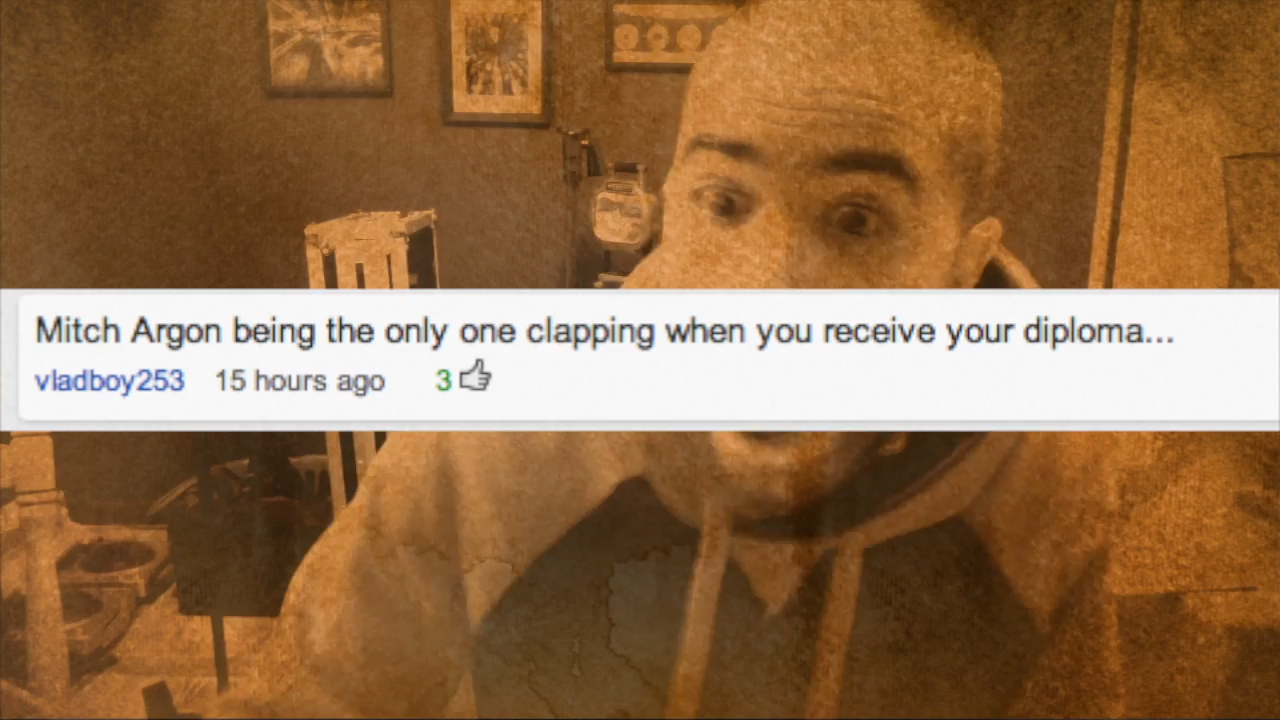 Mitch Argon being the only one clapping when you receive your diploma...
vladboy253 15 hours ago 3